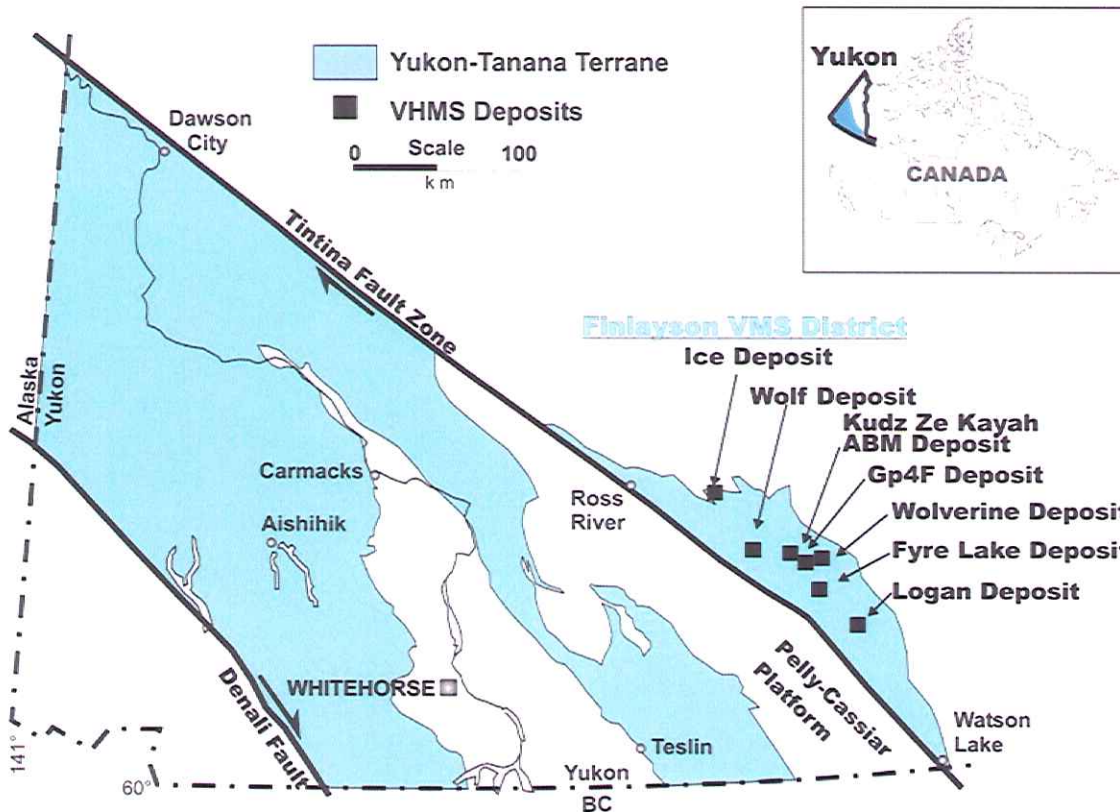 Yukon-Tanana Terrane
VHMS Deposits
0 Scale 100
km
Yukon
CANADA
Dawson
City
Tintina Fault Zone
Finlayson VMS District
Ice Deposit
Wolf Deposit
Kudz Ze Kayah
ABM Deposit
Gp4F Deposit
Wolverine Deposit
Fyre Lake Deposit
Logan Deposit
Alaska
Yukon
Carmacks
Aishihik
Ross
River
WHITEHORSE
Denali Fault
Pelly-Cassiar
Platform
Teslin
Watson
Lake
141°
60°
Yukon
BC